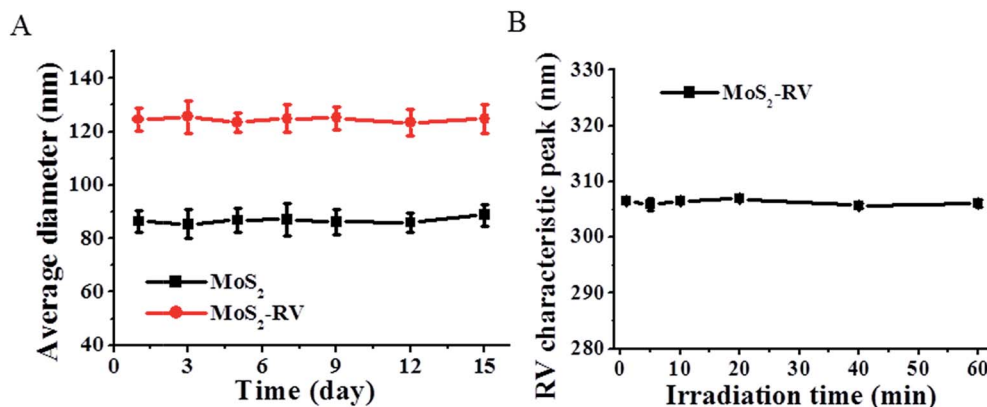 A
Average diameter (nm)
140
120
100
80
60
40
MoS₂
MoS₂-RV
0 3 6 9 12 15
Time (day)
B
RV characteristic peak (nm)
330
320
310
300
290
280
MoS₂-RV
0 10 20 30 40 50 60
Irradiation time (min)